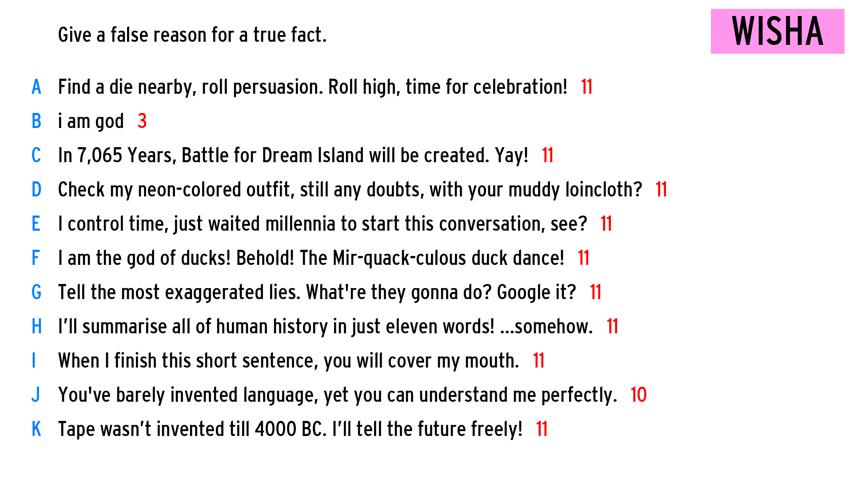 Give a false reason for a true fact.
WISHA
A Find a die nearby, roll persuasion. Roll high, time for celebration! 11
B i am god 3
C In 7,065 Years, Battle for Dream Island will be created. Yay! 11
D Check my neon-colored outfit, still any doubts, with your muddy loincloth? 11
E I control time, just waited millennia to start this conversation, see? 11
F I am the god of ducks! Behold! The Mir-quack-culous duck dance! 11
G Tell the most exaggerated lies. What're they gonna do? Google it? 11
H I’ll summarise all of human history in just eleven words! ...somehow. 11
I When I finish this short sentence, you will cover my mouth. 11
J You've barely invented language, yet you can understand me perfectly. 10
K Tape wasn’t invented till 4000 BC. I’ll tell the future freely! 11